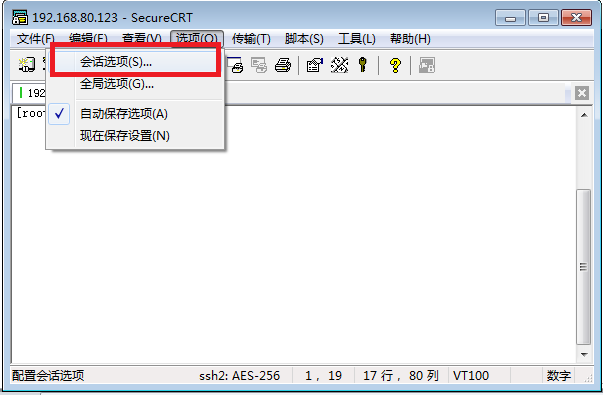 192.168.80.123 - SecureCRT
文件(F) 编辑(E) 查看(V) 选项(O) 传输(T) 脚本(S) 工具(L) 帮助(H)
会话选项(S)...
全局选项(G)...
192
[root
自动保存选项(A)
现在保存设置(N)
配置会话选项 ssh2: AES-256 1, 19 17 行, 80 列 VT100 数字